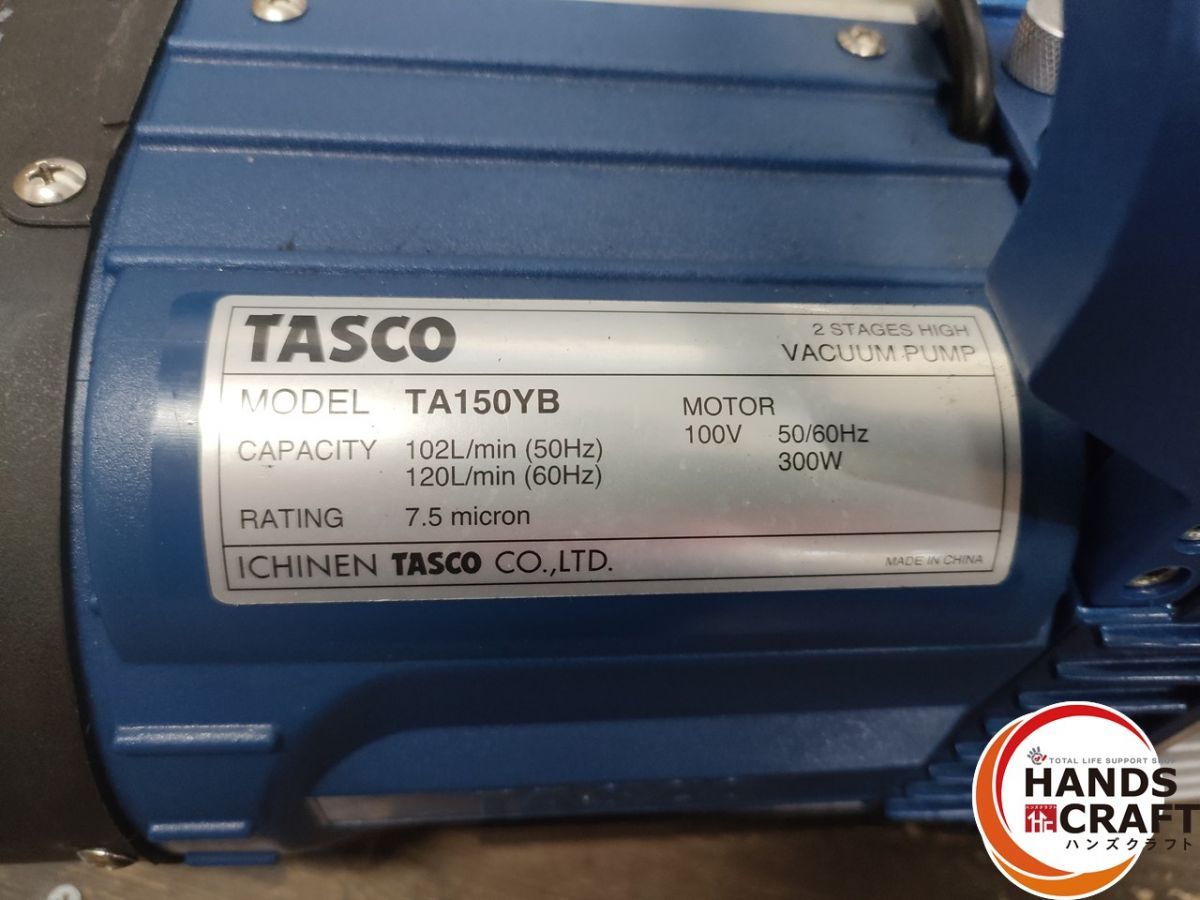 TASCO
2 STAGES HIGH
VACUUM PUMP
MODEL TA150YB
CAPACITY 102L/min (50Hz)
120L/min (60Hz)
RATING 7.5 micron
MOTOR
100V 50/60Hz
300W
ICHINEN TASCO CO.,LTD.
MADE IN CHINA
TOTAL LIFE SUPPORT SHOP
HANDS
CRAFT
ハンズクラフト